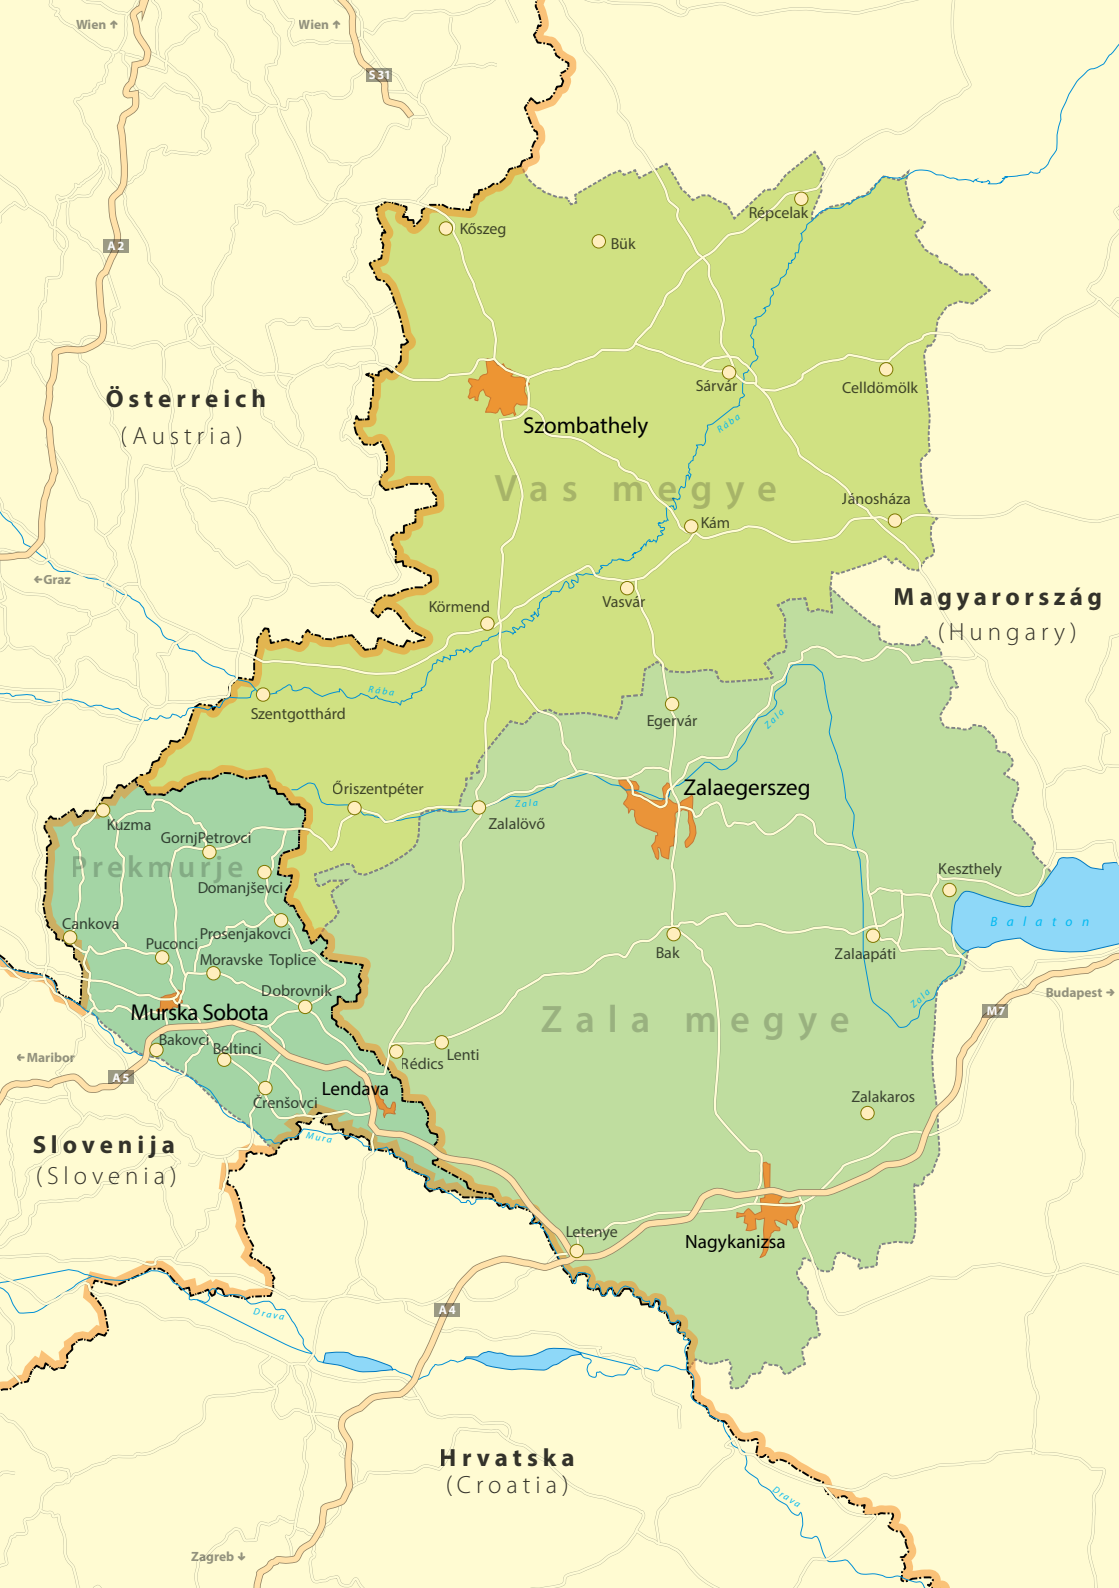 Wien ↑
Wien ↑
S31
A2
Kőszeg
Bük
Répcelak
Österreich
(Austria)
Sárvár
Celldömölk
Szombathely
Rába
Vas megye
Jánosháza
Kám
←Graz
Körmend
Vasvár
Magyarország
(Hungary)
Rába
Szentgotthárd
Egervár
Zala
Őriszentpéter
Zalaegerszeg
Zala
Zalalövő
Kuzma
GornjPetrovci
Prekmurje
Domanjševci
Keszthely
Cankova
Prosenjakovci
Balaton
Puconci
Moravske Toplice
Bak
Zalaapáti
Dobrovnik
Zala
Budapest →
Murska Sobota
Zala megye
M7
Bakovci
Beltinci
←Maribor
Rédics
Lenti
A5
Lendava
Črenšovci
Zalakaros
Mura
Slovenija
(Slovenia)
Letenye
Nagykanizsa
Drava
A4
Hrvatska
(Croatia)
Drava
Zagreb ↓